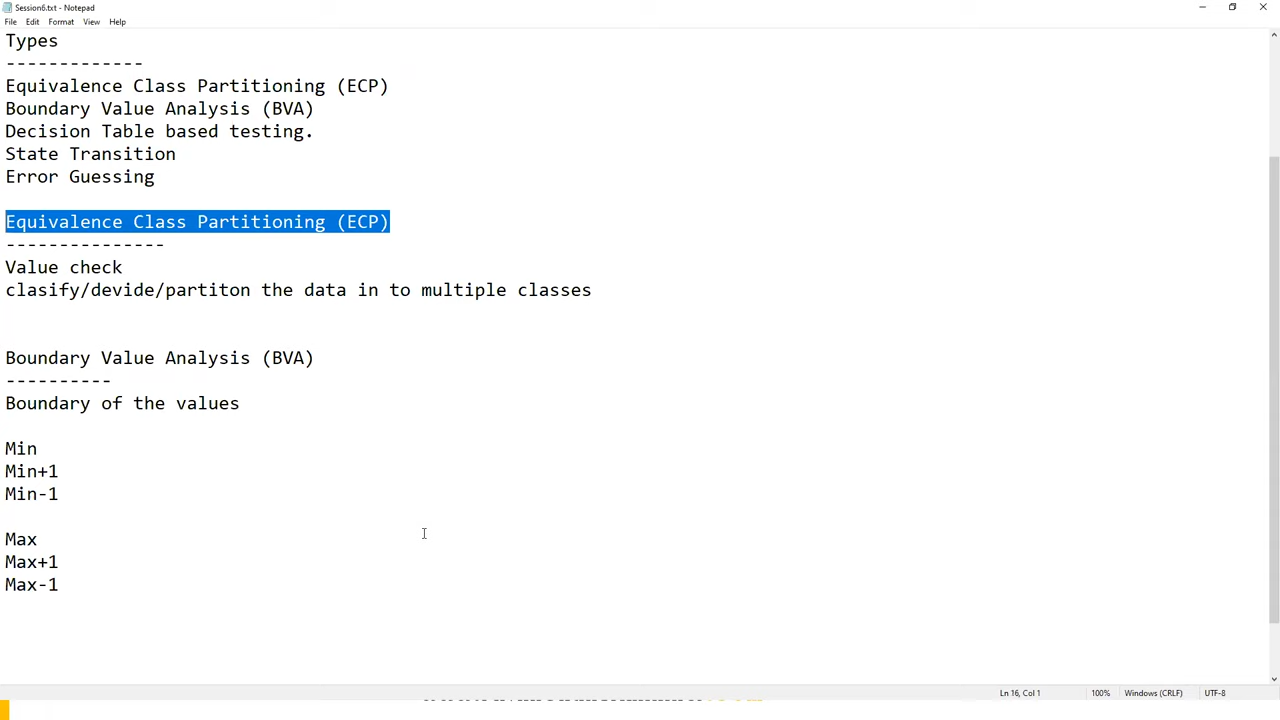 Session6.txt - Notepad
File Edit Format View Help
Types
-------------
Equivalence Class Partitioning (ECP)
Boundary Value Analysis (BVA)
Decision Table based testing.
State Transition
Error Guessing
Equivalence Class Partitioning (ECP)
---------------
Value check
clasify/devide/partiton the data in to multiple classes
Boundary Value Analysis (BVA)
----------
Boundary of the values
Min
Min+1
Min-1
Max
Max+1
Max-1
Ln 16, Col 1 100% Windows (CRLF) UTF-8